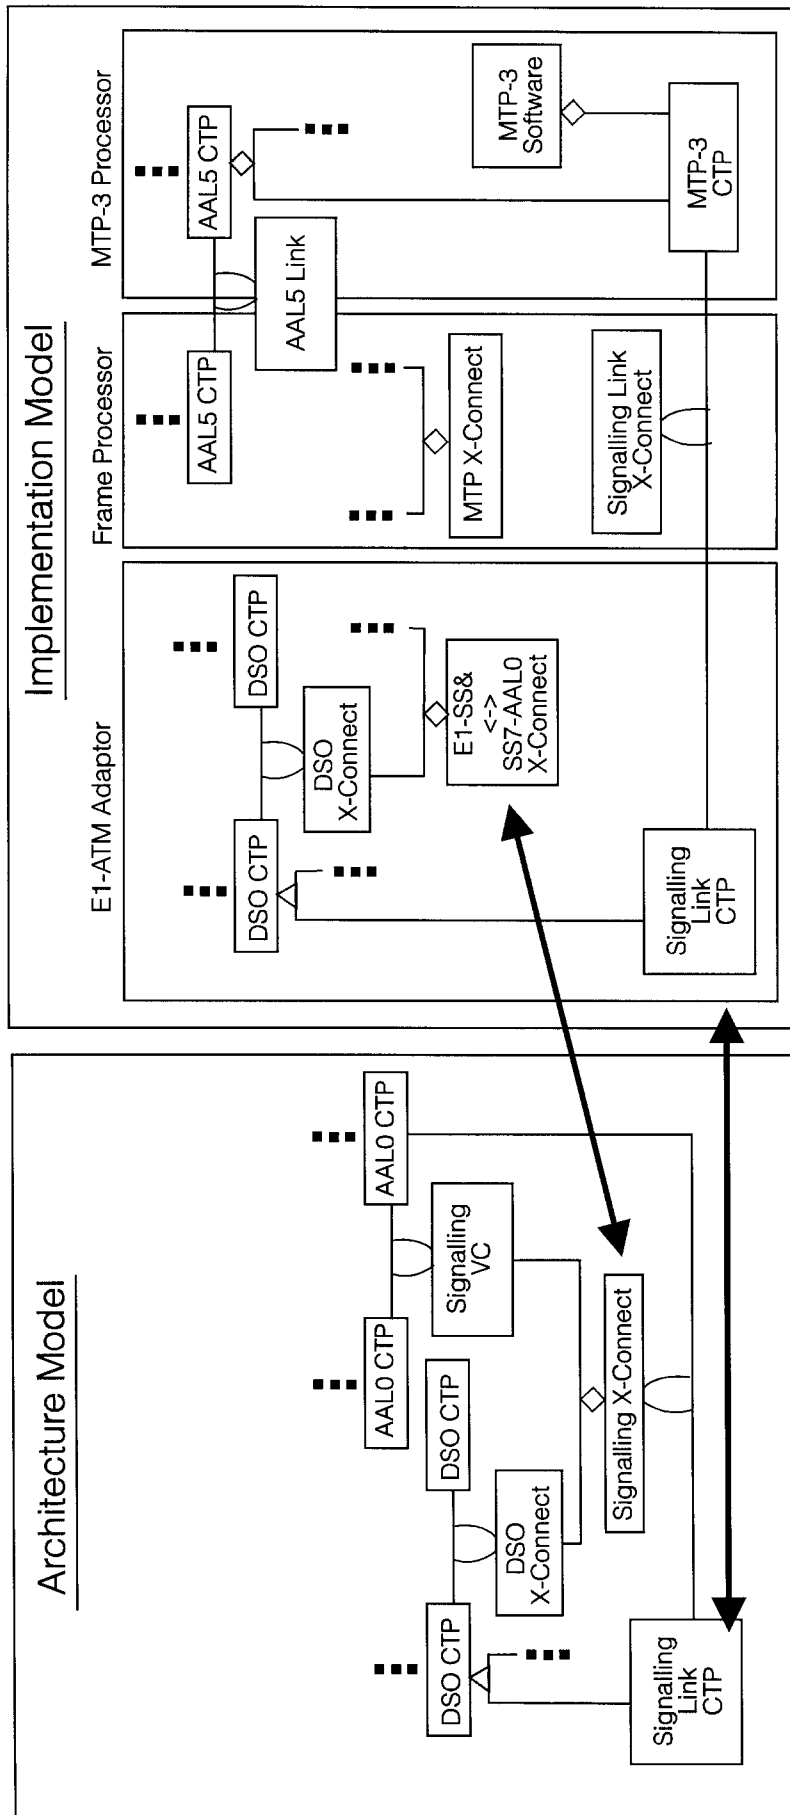 Architecture Model
DSO CTP
DSO CTP
DSO
X-Connect
AAL0 CTP
AAL0 CTP
Signalling
VC
Signalling X-Connect
Signalling
Link
CTP
Implementation Model
E1-ATM Adaptor
DSO CTP
DSO CTP
DSO
X-Connect
E1-SS&
<->
SS7-AAL0
X-Connect
Signalling
Link
CTP
Frame Processor
AAL5 CTP
MTP X-Connect
Signalling Link
X-Connect
AAL5 Link
MTP-3 Processor
AAL5 CTP
MTP-3
Software
MTP-3
CTP